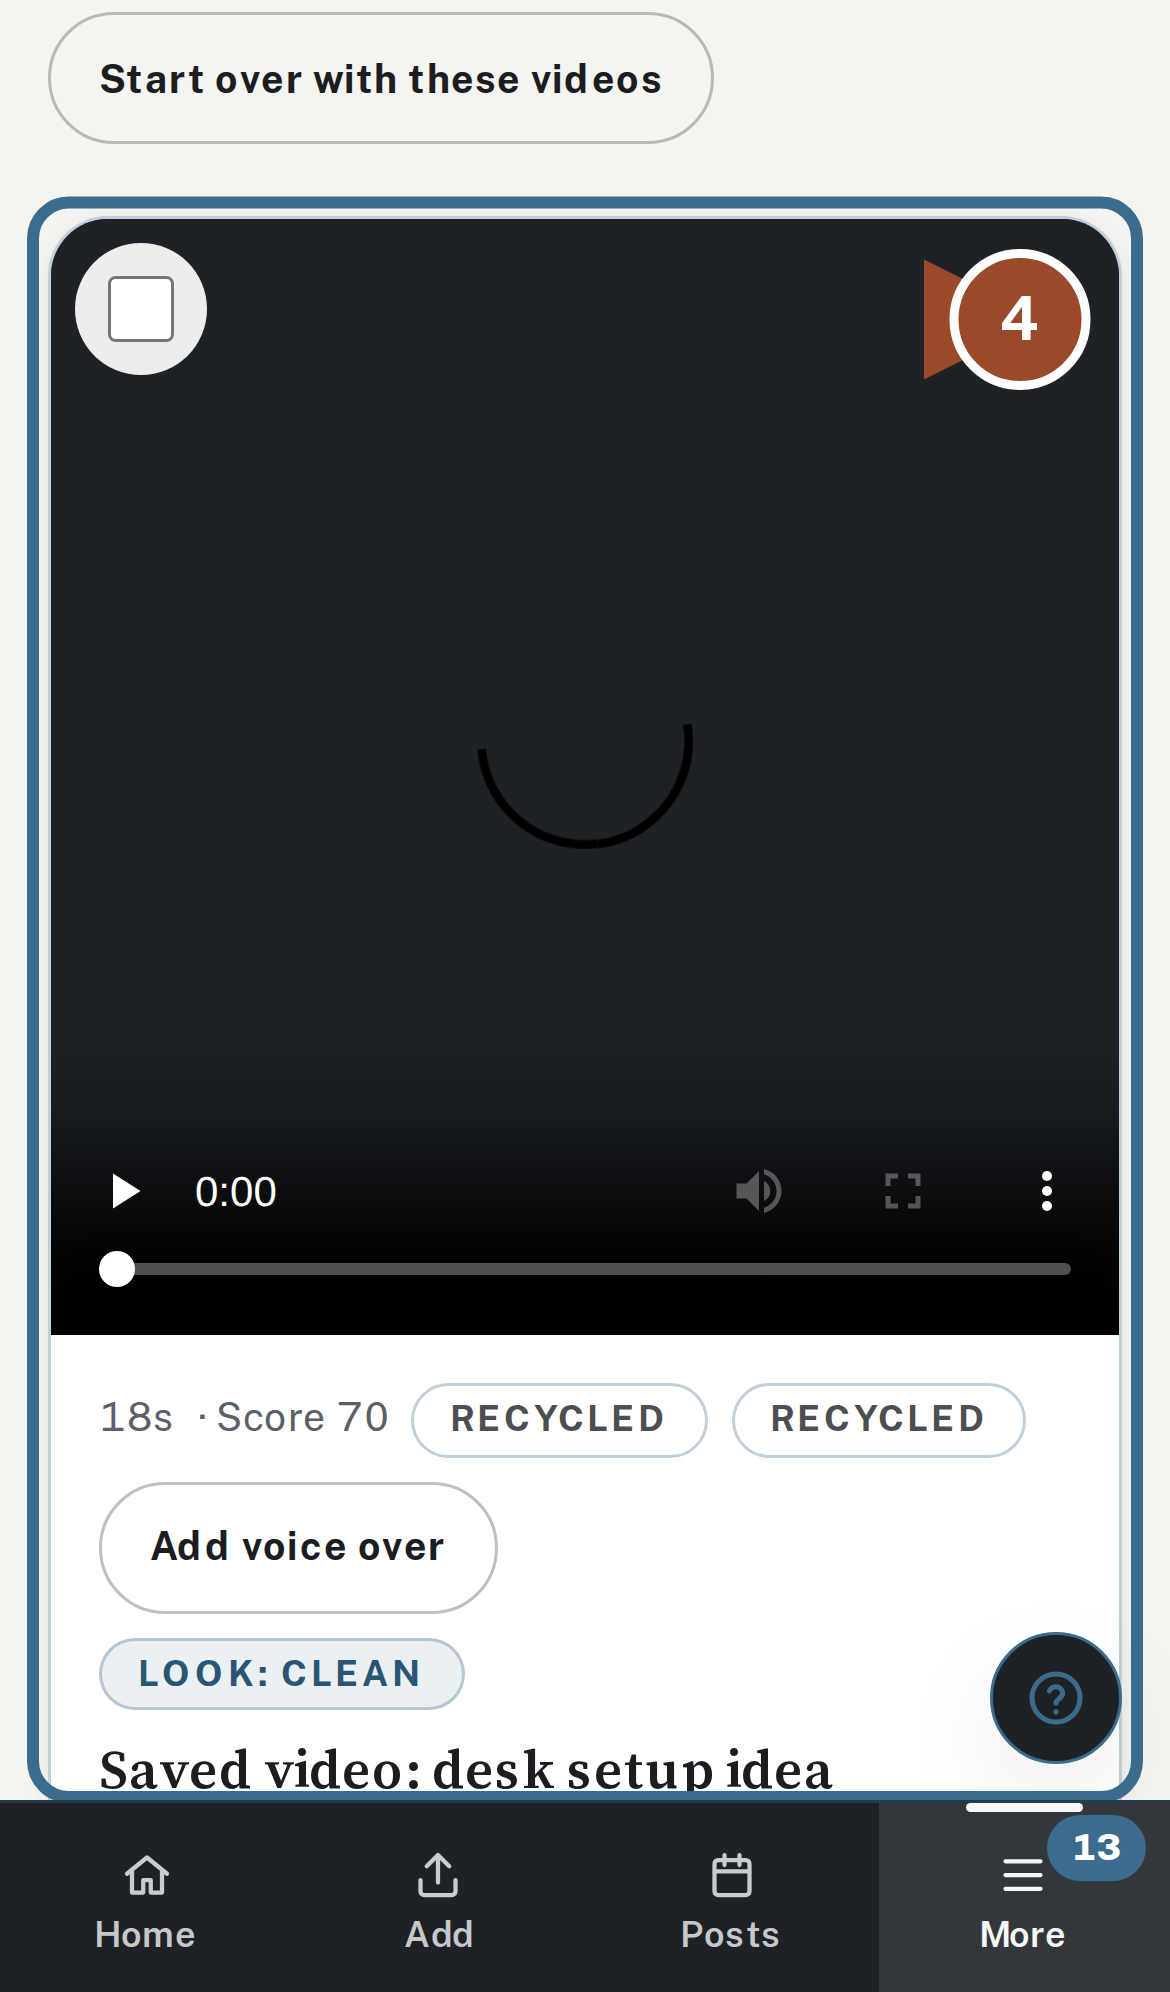 Start over with these videos
4
0:00
18s · Score 70 RECYCLED RECYCLED
Add voice over
LOOK: CLEAN
Saved video: desk setup idea
13
Home Add Posts More